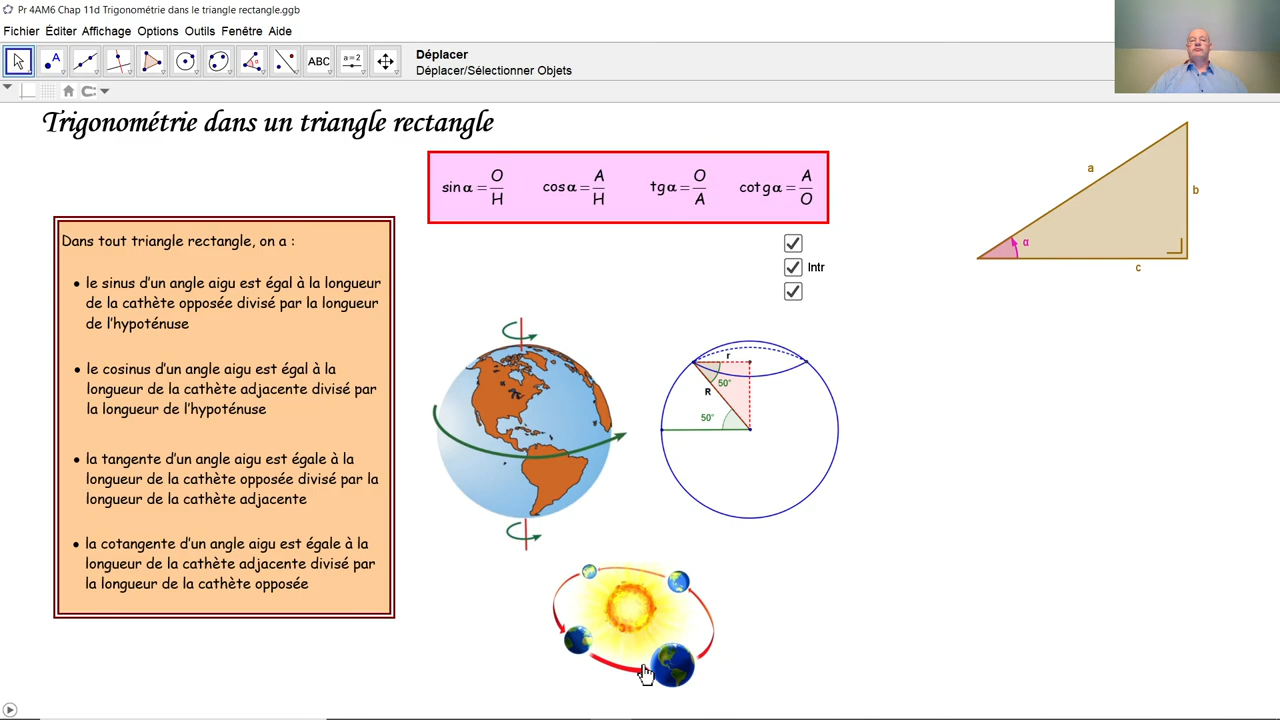 Pr 4AM6 Chap 11d Trigonométrie dans le triangle rectangle.ggb
Fichier Éditer Affichage Options Outils Fenêtre Aide
A
α
ABC
a=2
Déplacer
Déplacer/Sélectionner Objets
Trigonométrie dans un triangle rectangle
sin α = O/H cos α = A/H tg α = O/A cotg α = A/O
Dans tout triangle rectangle, on a :
• le sinus d'un angle aigu est égal à la longueur
de la cathète opposée divisé par la longueur
de l'hypoténuse
• le cosinus d'un angle aigu est égal à la
longueur de la cathète adjacente divisé par
la longueur de l'hypoténuse
• la tangente d'un angle aigu est égale à la
longueur de la cathète opposée divisé par la
longueur de la cathète adjacente
• la cotangente d'un angle aigu est égale à la
longueur de la cathète adjacente divisé par
la longueur de la cathète opposée
Intr
a
b
α
c
r
50°
R
50°